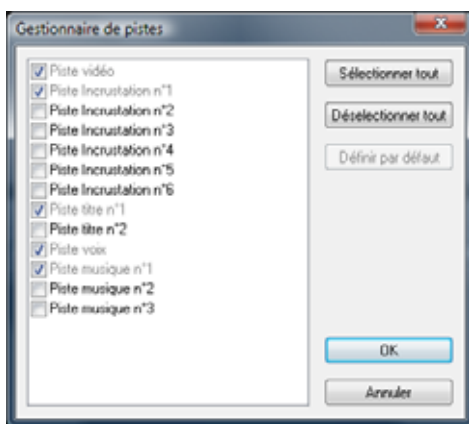 Gestionnaire de pistes
Piste vidéo
Piste Incrustation n°1
Piste Incrustation n°2
Piste Incrustation n°3
Piste Incrustation n°4
Piste Incrustation n°5
Piste Incrustation n°6
Piste titre n°1
Piste titre n°2
Piste voix
Piste musique n°1
Piste musique n°2
Piste musique n°3
Sélectionner tout
Déselectionner tout
Définir par défaut
OK
Annuler